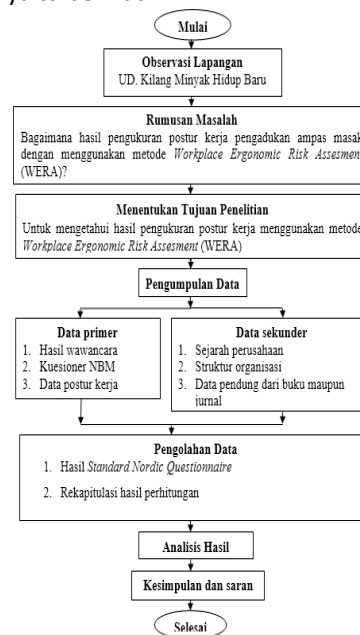 Mulai
Observasi Lapangan
UD. Kilang Minyak Hidup Baru
Rumusan Masalah
Bagaimana hasil pengukuran postur kerja pengadukan ampas masak
dengan menggunakan metode Workplace Ergonomic Risk Assesmen
(WERA)?
Menentukan Tujuan Penelitian
Untuk mengetahui hasil pengukuran postur kerja menggunakan metode
Workplace Ergonomic Risk Assesment (WERA)
Pengumpulan Data
Data primer
1. Hasil wawancara
2. Kuesioner NBM
3. Data postur kerja
Data sekunder
1. Sejarah perusahaan
2. Struktur organisasi
3. Data pendung dari buku maupun
jurnal
Pengolahan Data
1. Hasil Standard Nordic Questionnaire
2. Rekapitulasi hasil perhitungan
Analisis Hasil
Kesimpulan dan saran
Selesai